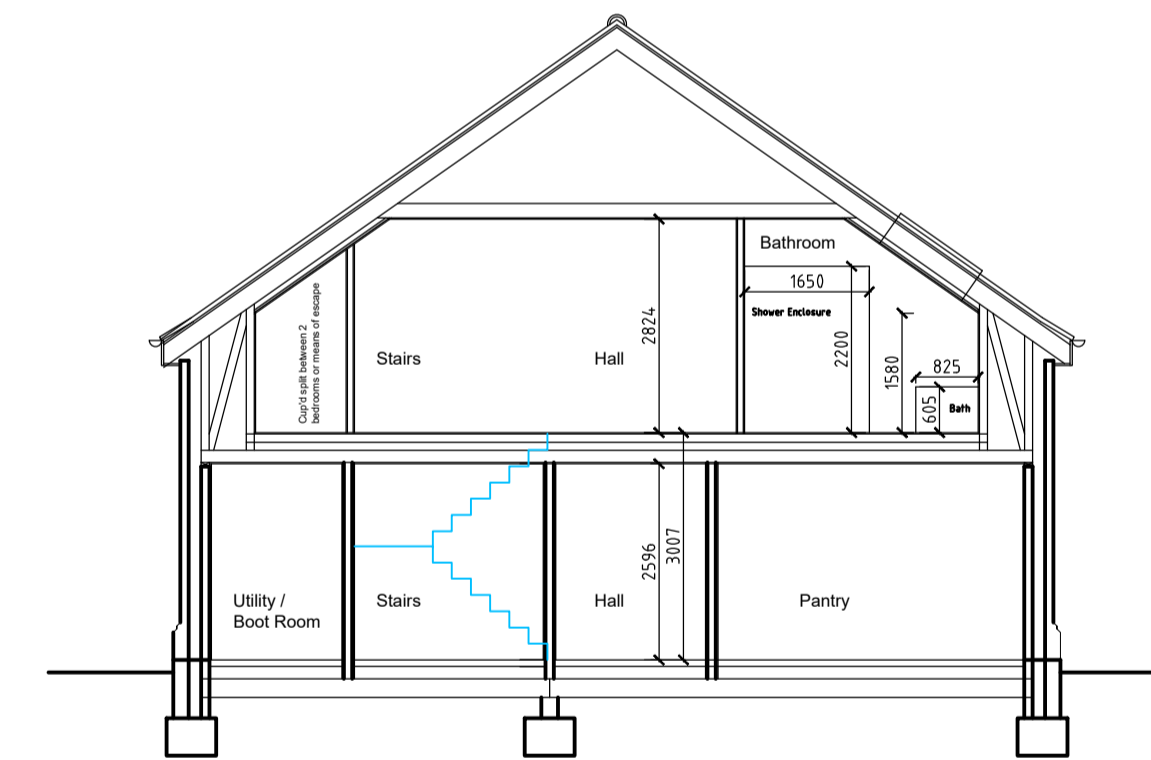 Bathroom
1650
Shower Enclosure
2824
2200
1580
825
605
Bath
Cup'd split between 2
bedrooms or means of escape
Stairs
Hall
2596
3007
Utility /
Boot Room
Stairs
Hall
Pantry